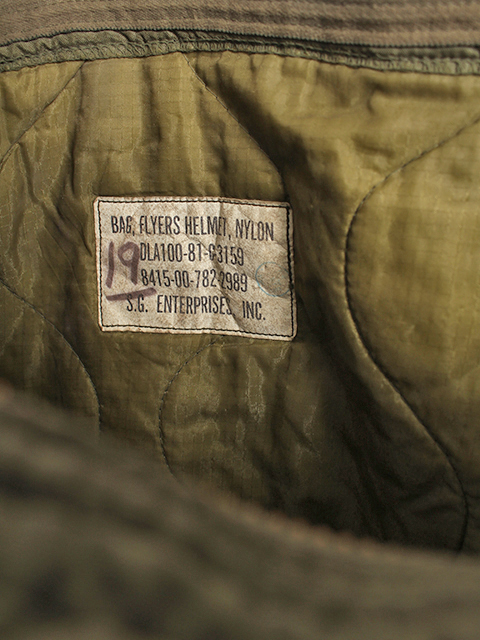 BAG, FLYERS HELMET, NYLON
DLA100-81-C3159
19
8415-00-782-2989
S.G. ENTERPRISES, INC.